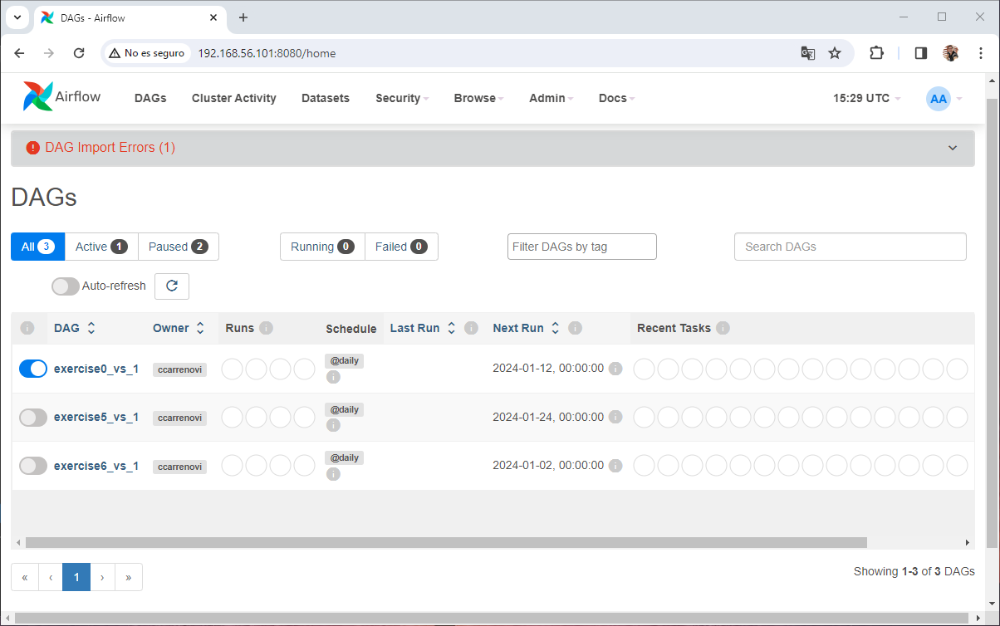 DAGs - Airflow
No es seguro 192.168.56.101:8080/home
Airflow DAGs Cluster Activity Datasets Security Browse Admin Docs 15:29 UTC AA
DAG Import Errors (1)
DAGs
All 3 Active 1 Paused 2 Running 0 Failed 0 Filter DAGs by tag Search DAGs
Auto-refresh
DAG Owner Runs Schedule Last Run Next Run Recent Tasks
exercise0_vs_1 ccarrenovi @daily 2024-01-12, 00:00:00
exercise5_vs_1 ccarrenovi @daily 2024-01-24, 00:00:00
exercise6_vs_1 ccarrenovi @daily 2024-01-02, 00:00:00
« ‹ 1 › » Showing 1-3 of 3 DAGs